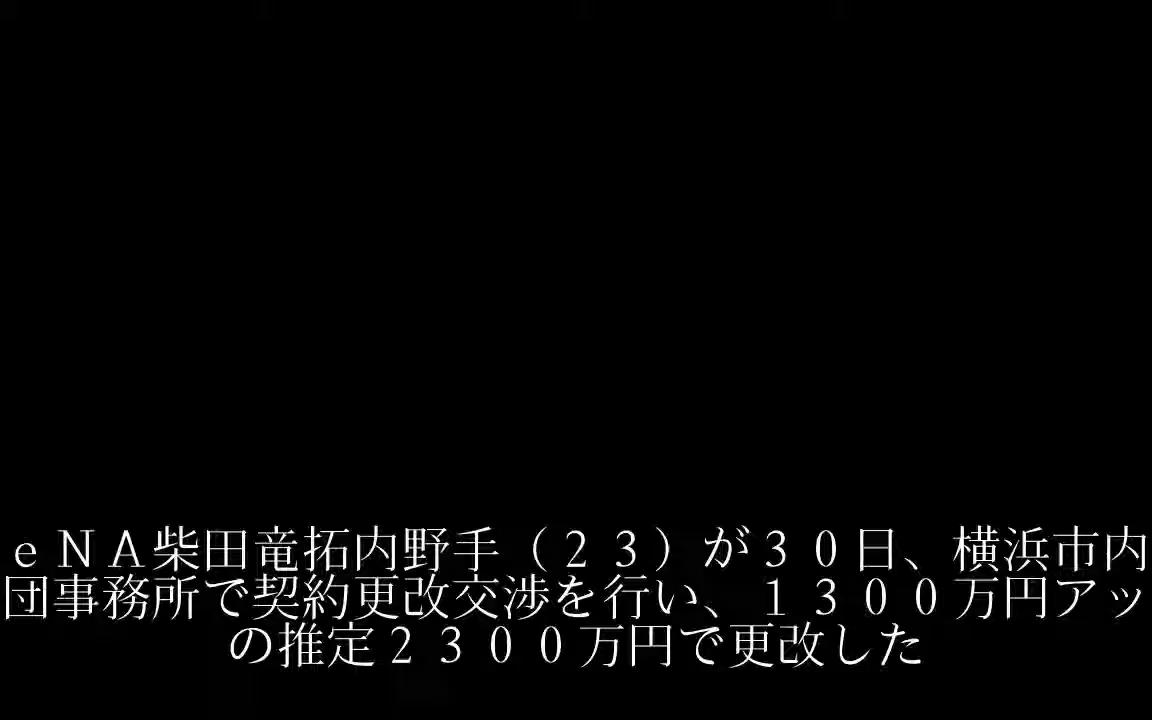 ｅＮＡ柴田竜拓内野手（２３）が３０日、横浜市内
団事務所で契約更改交渉を行い、１３００万円アッ
の推定２３００万円で更改した